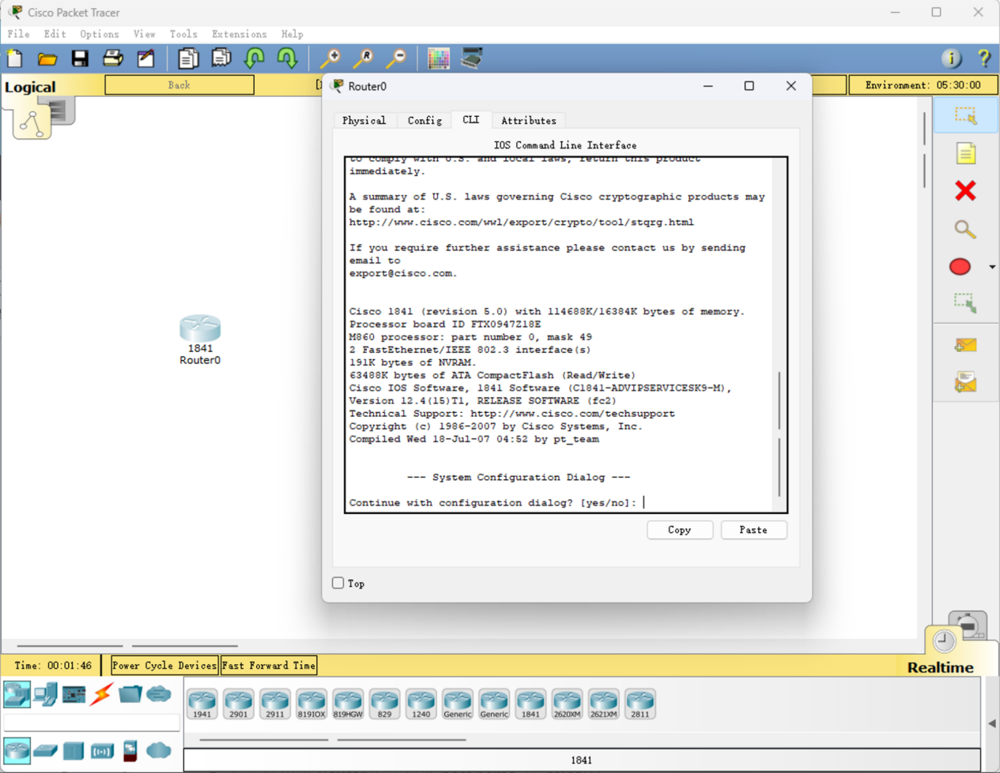 Cisco Packet Tracer
File Edit Options View Tools Extensions Help
Logical
Back
Environment: 05:30:00
Router0
Physical Config CLI Attributes
IOS Command Line Interface
to comply with U.S. and local laws, return this product
immediately.
A summary of U.S. laws governing Cisco cryptographic products may
be found at:
http://www.cisco.com/wwl/export/crypto/tool/stqrg.html
If you require further assistance please contact us by sending
email to
export@cisco.com.
Cisco 1841 (revision 5.0) with 114688K/16384K bytes of memory.
Processor board ID FTX0947Z18E
M860 processor: part number 0, mask 49
2 FastEthernet/IEEE 802.3 interface(s)
191K bytes of NVRAM.
63488K bytes of ATA CompactFlash (Read/Write)
Cisco IOS Software, 1841 Software (C1841-ADVIPSERVICESK9-M),
Version 12.4(15)T1, RELEASE SOFTWARE (fc2)
Technical Support: http://www.cisco.com/techsupport
Copyright (c) 1986-2007 by Cisco Systems, Inc.
Compiled Wed 18-Jul-07 04:52 by pt_team
--- System Configuration Dialog ---
Continue with configuration dialog? [yes/no]:
Copy Paste
Top
1841
Router0
Time: 00:01:46 Power Cycle Devices Fast Forward Time
Realtime
1941 2901 2911 819IOX 819HGW 829 1240 Generic Generic 1841 2620XM 2621XM 2811
1841